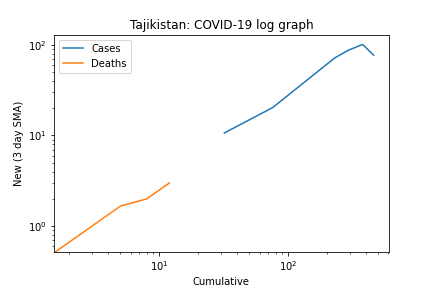 Tajikistan: COVID-19 log graph
Cases
Deaths
New (3 day SMA)
10²
10¹
10⁰
10¹
10²
Cumulative